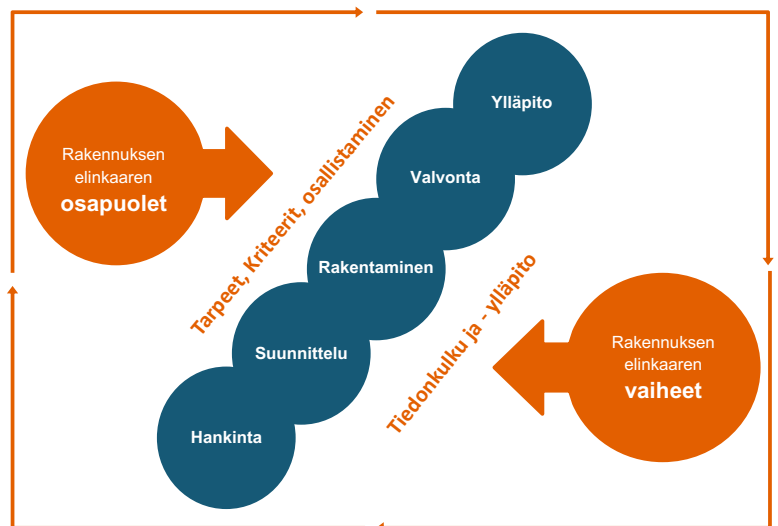 Ylläpito
Rakennuksen
elinkaaren
osapuolet
Tarpeet, Kriteerit, osallistaminen
Valvonta
Rakentaminen
Tiedonkulku ja - ylläpito
Suunnittelu
Rakennuksen
elinkaaren
vaiheet
Hankinta